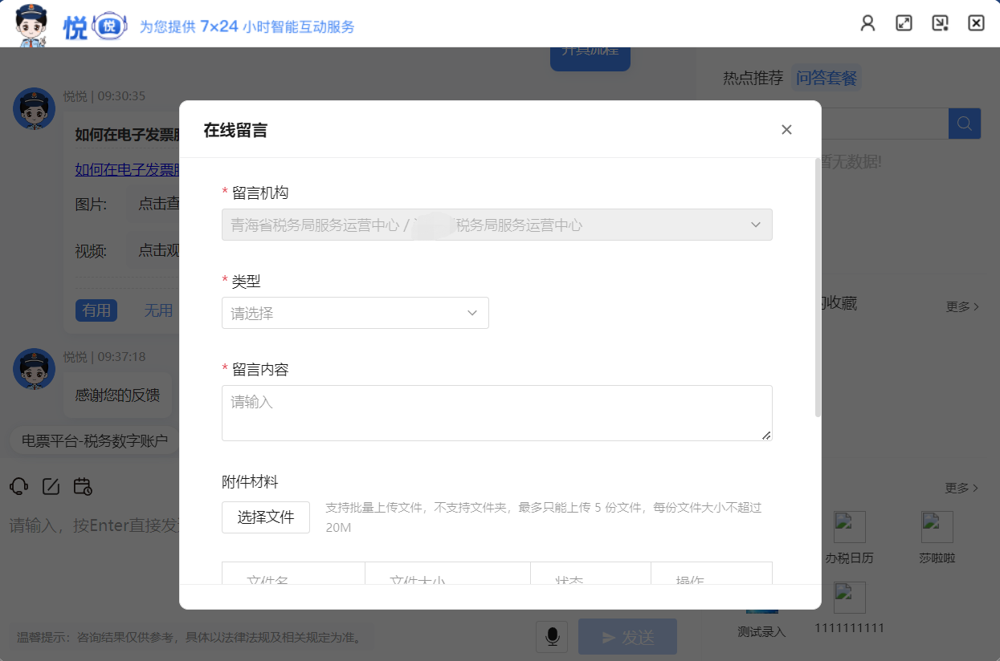 悦 悦 为您提供 7×24 小时智能互动服务
开具流程
热点推荐 问答套餐
悦悦 | 09:30:35
如何在电子发票服
如何在电子发票服
图片: 点击查
视频: 点击观
有用 无用
悦悦 | 09:37:18
感谢您的反馈
电票平台-税务数字账户
请输入，按Enter直接发
温馨提示：咨询结果仅供参考，具体以法律法规及相关规定为准。
发送
在线留言
* 留言机构
青海省税务局服务运营中心 / 税务局服务运营中心
* 类型
请选择
* 留言内容
请输入
附件材料
选择文件
支持批量上传文件，不支持文件夹，最多只能上传 5 份文件，每份文件大小不超过
20M
文件名 文件大小 状态 操作
暂无数据!
收藏
更多
更多
办税日历 莎啦啦
测试录入 1111111111